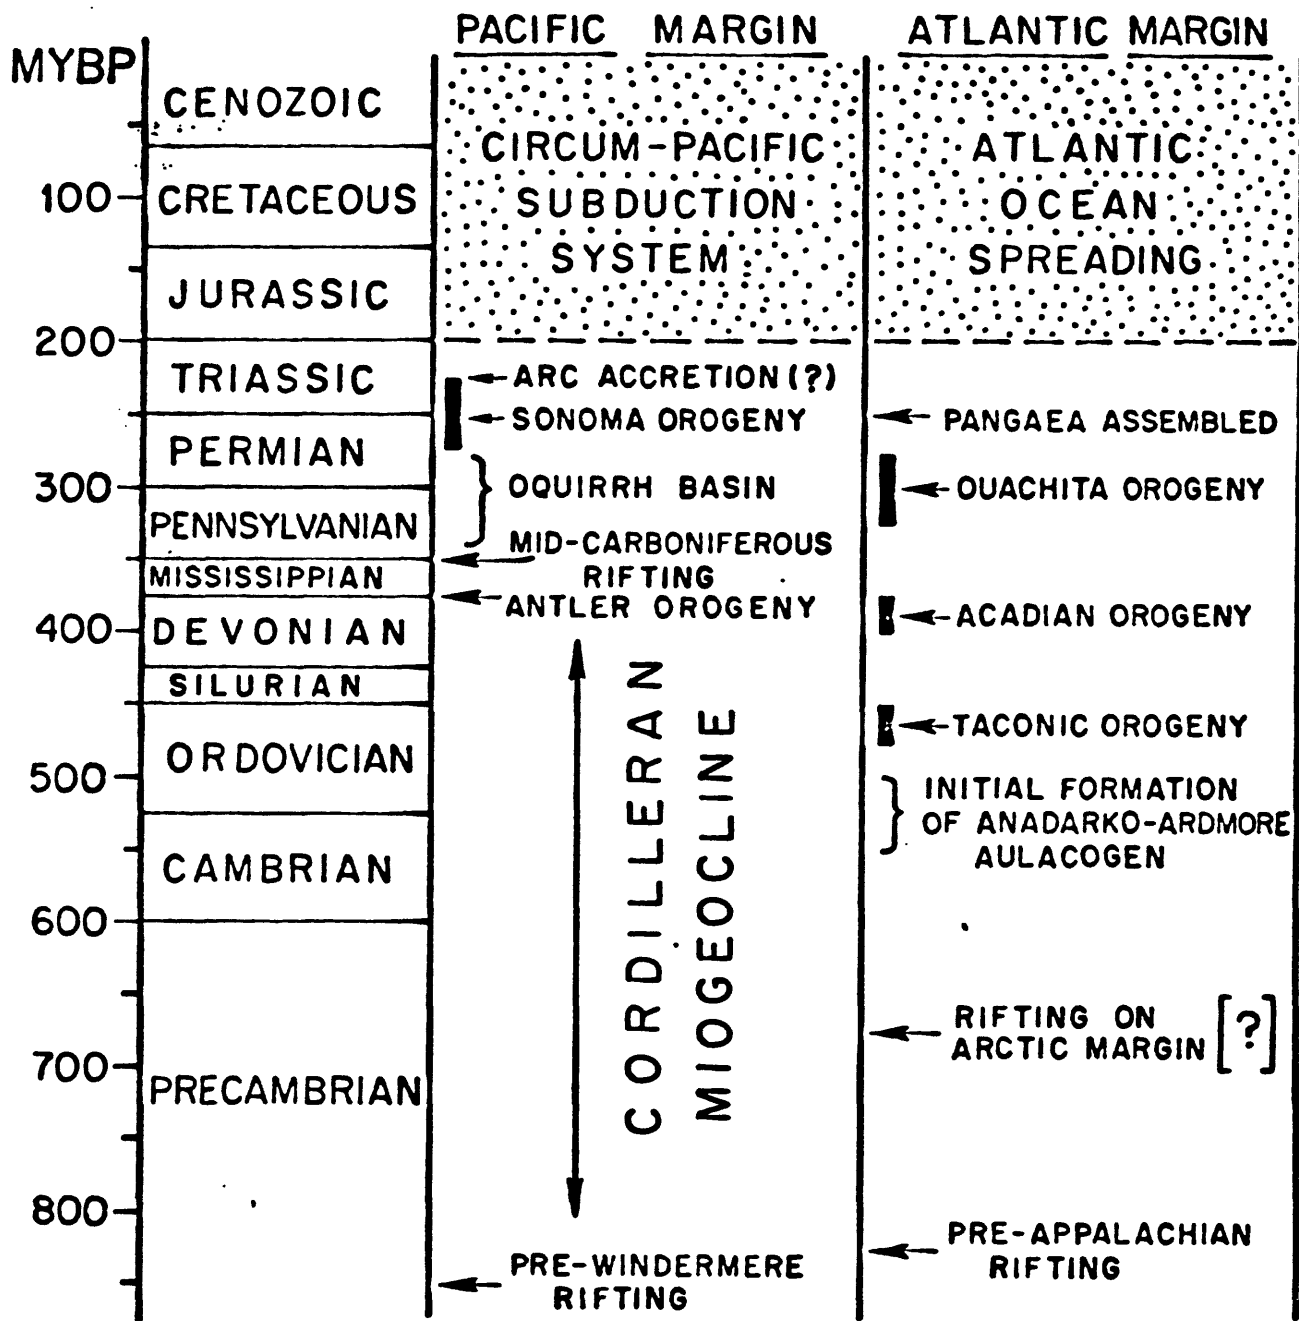 PACIFIC MARGIN
ATLANTIC MARGIN
MYBP
100
200
300
400
500
600
700
800
CENOZOIC
CRETACEOUS
JURASSIC
TRIASSIC
PERMIAN
PENNSYLVANIAN
MISSISSIPPIAN
DEVONIAN
SILURIAN
ORDOVICIAN
CAMBRIAN
PRECAMBRIAN
CIRCUM-PACIFIC
SUBDUCTION
SYSTEM
ARC ACCRETION (?)
SONOMA OROGENY
OQUIRRH BASIN
MID-CARBONIFEROUS
RIFTING
ANTLER OROGENY
CORDILLERAN
MIOGEOCLINE
PRE-WINDERMERE
RIFTING
ATLANTIC
OCEAN
SPREADING
PANGAEA ASSEMBLED
OUACHITA OROGENY
ACADIAN OROGENY
TACONIC OROGENY
INITIAL FORMATION
OF ANADARKO-ARDMORE
AULACOGEN
RIFTING ON
ARCTIC MARGIN [?]
PRE-APPALACHIAN
RIFTING